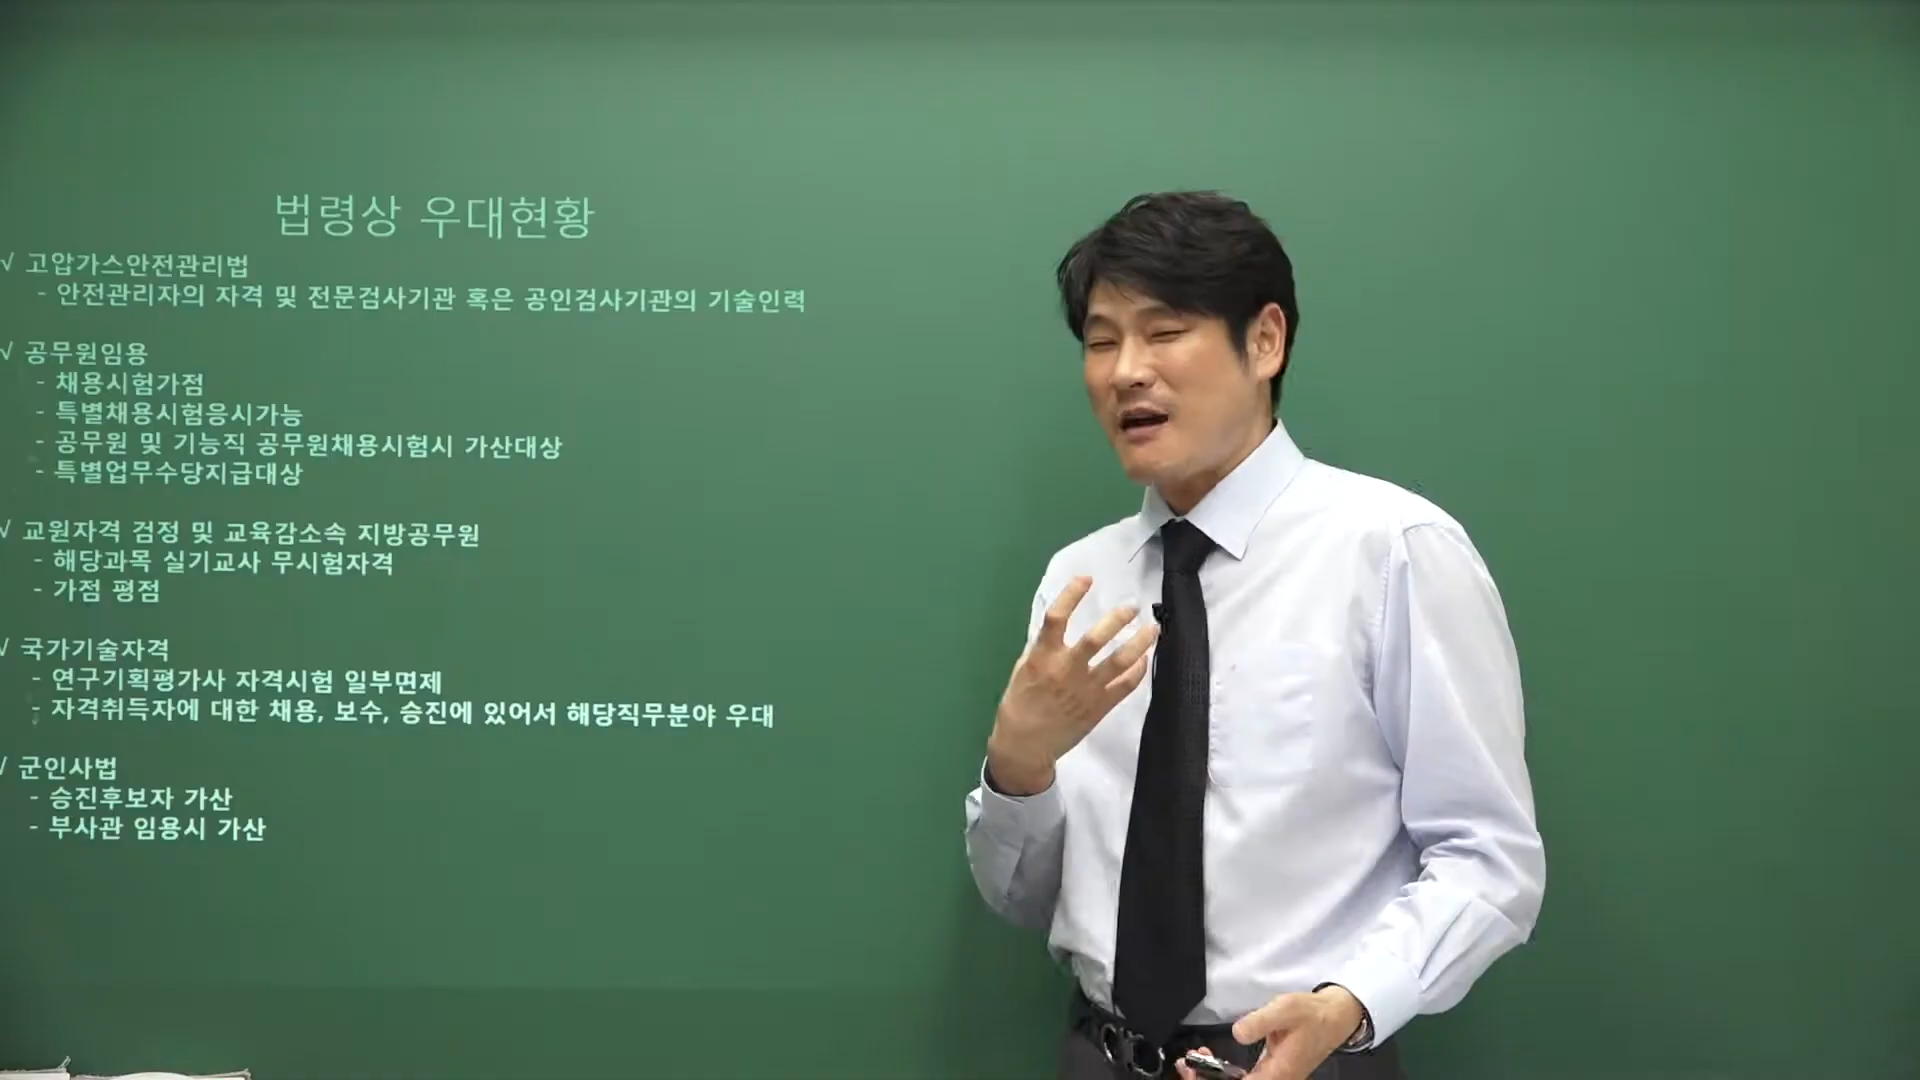 법령상 우대현황
√ 고압가스안전관리법
- 안전관리자의 자격 및 전문검사기관 혹은 공인검사기관의 기술인력
√ 공무원임용
- 채용시험가점
- 특별채용시험응시가능
- 공무원 및 기능직 공무원채용시험시 가산대상
- 특별업무수당지급대상
√ 교원자격 검정 및 교육감소속 지방공무원
- 해당과목 실기교사 무시험자격
- 가점 평점
√ 국가기술자격
- 연구기획평가사 자격시험 일부면제
- 자격취득자에 대한 채용, 보수, 승진에 있어서 해당직무분야 우대
√ 군인사법
- 승진후보자 가산
- 부사관 임용시 가산